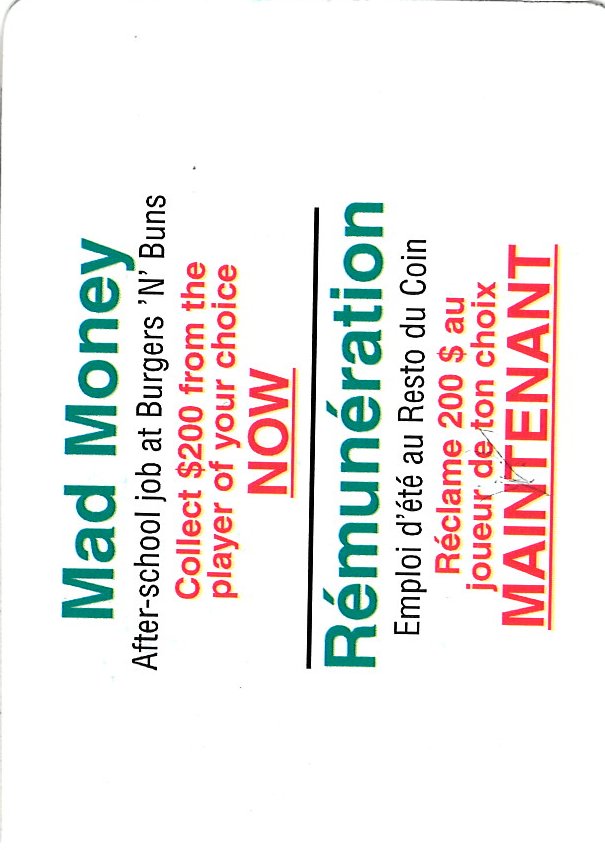 Mad Money
After-school job at Burgers 'N' Buns
Collect $200 from the
player of your choice
NOW
Rémunération
Emploi d'été au Resto du Coin
Réclame 200 $ au
joueur de ton choix
MAINTENANT